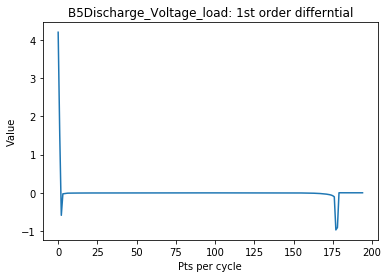 B5Discharge_Voltage_load: 1st order differntial
Value
4
3
2
1
0
−1
0 25 50 75 100 125 150 175 200
Pts per cycle